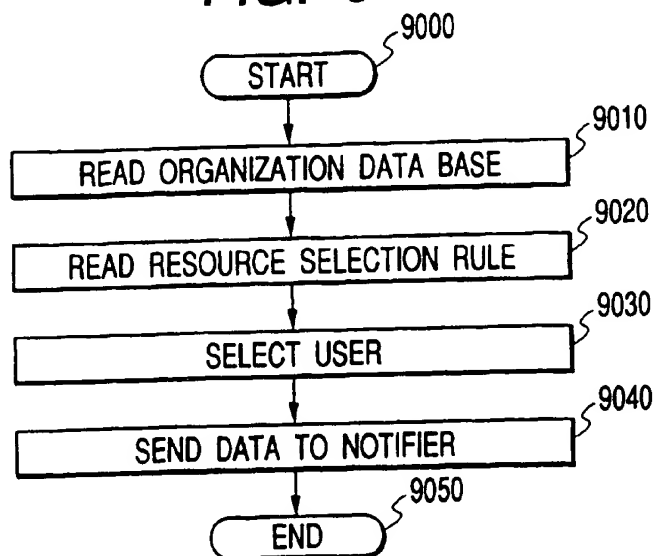 9000
START
9010
READ ORGANIZATION DATA BASE
9020
READ RESOURCE SELECTION RULE
9030
SELECT USER
9040
SEND DATA TO NOTIFIER
9050
END